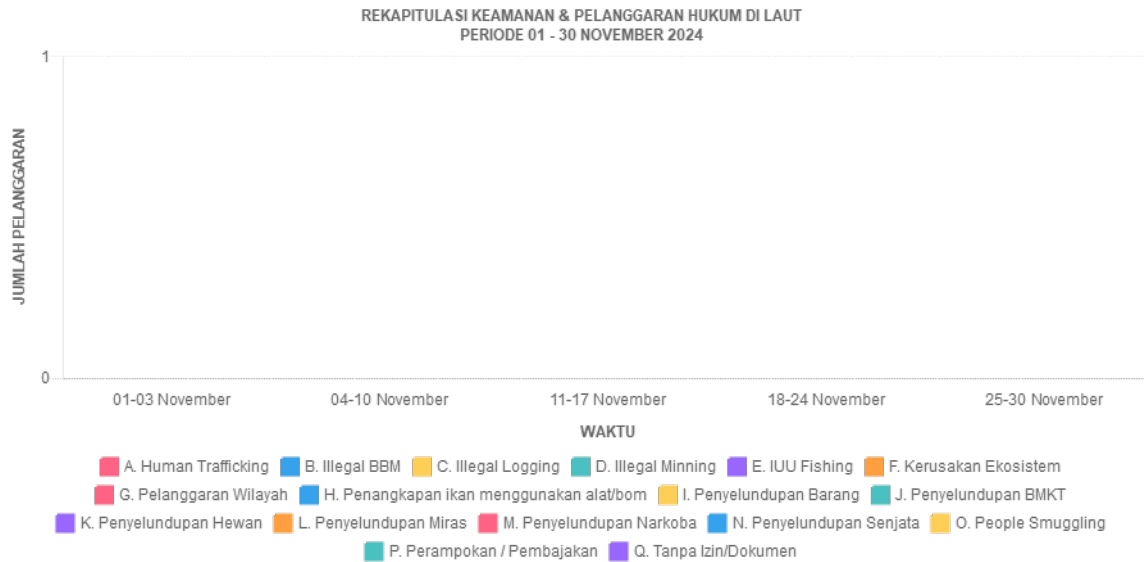 REKAPITULASI KEAMANAN & PELANGGARAN HUKUM DI LAUT
PERIODE 01 - 30 NOVEMBER 2024
1
JUMLAH PELANGGARAN
0
01-03 November 04-10 November 11-17 November 18-24 November 25-30 November
WAKTU
A. Human Trafficking B. Illegal BBM C. Illegal Logging D. Illegal Minning E. IUU Fishing F. Kerusakan Ekosistem
G. Pelanggaran Wilayah H. Penangkapan ikan menggunakan alat/bom I. Penyelundupan Barang J. Penyelundupan BMKT
K. Penyelundupan Hewan L. Penyelundupan Miras M. Penyelundupan Narkoba N. Penyelundupan Senjata O. People Smuggling
P. Perampokan / Pembajakan Q. Tanpa Izin/Dokumen